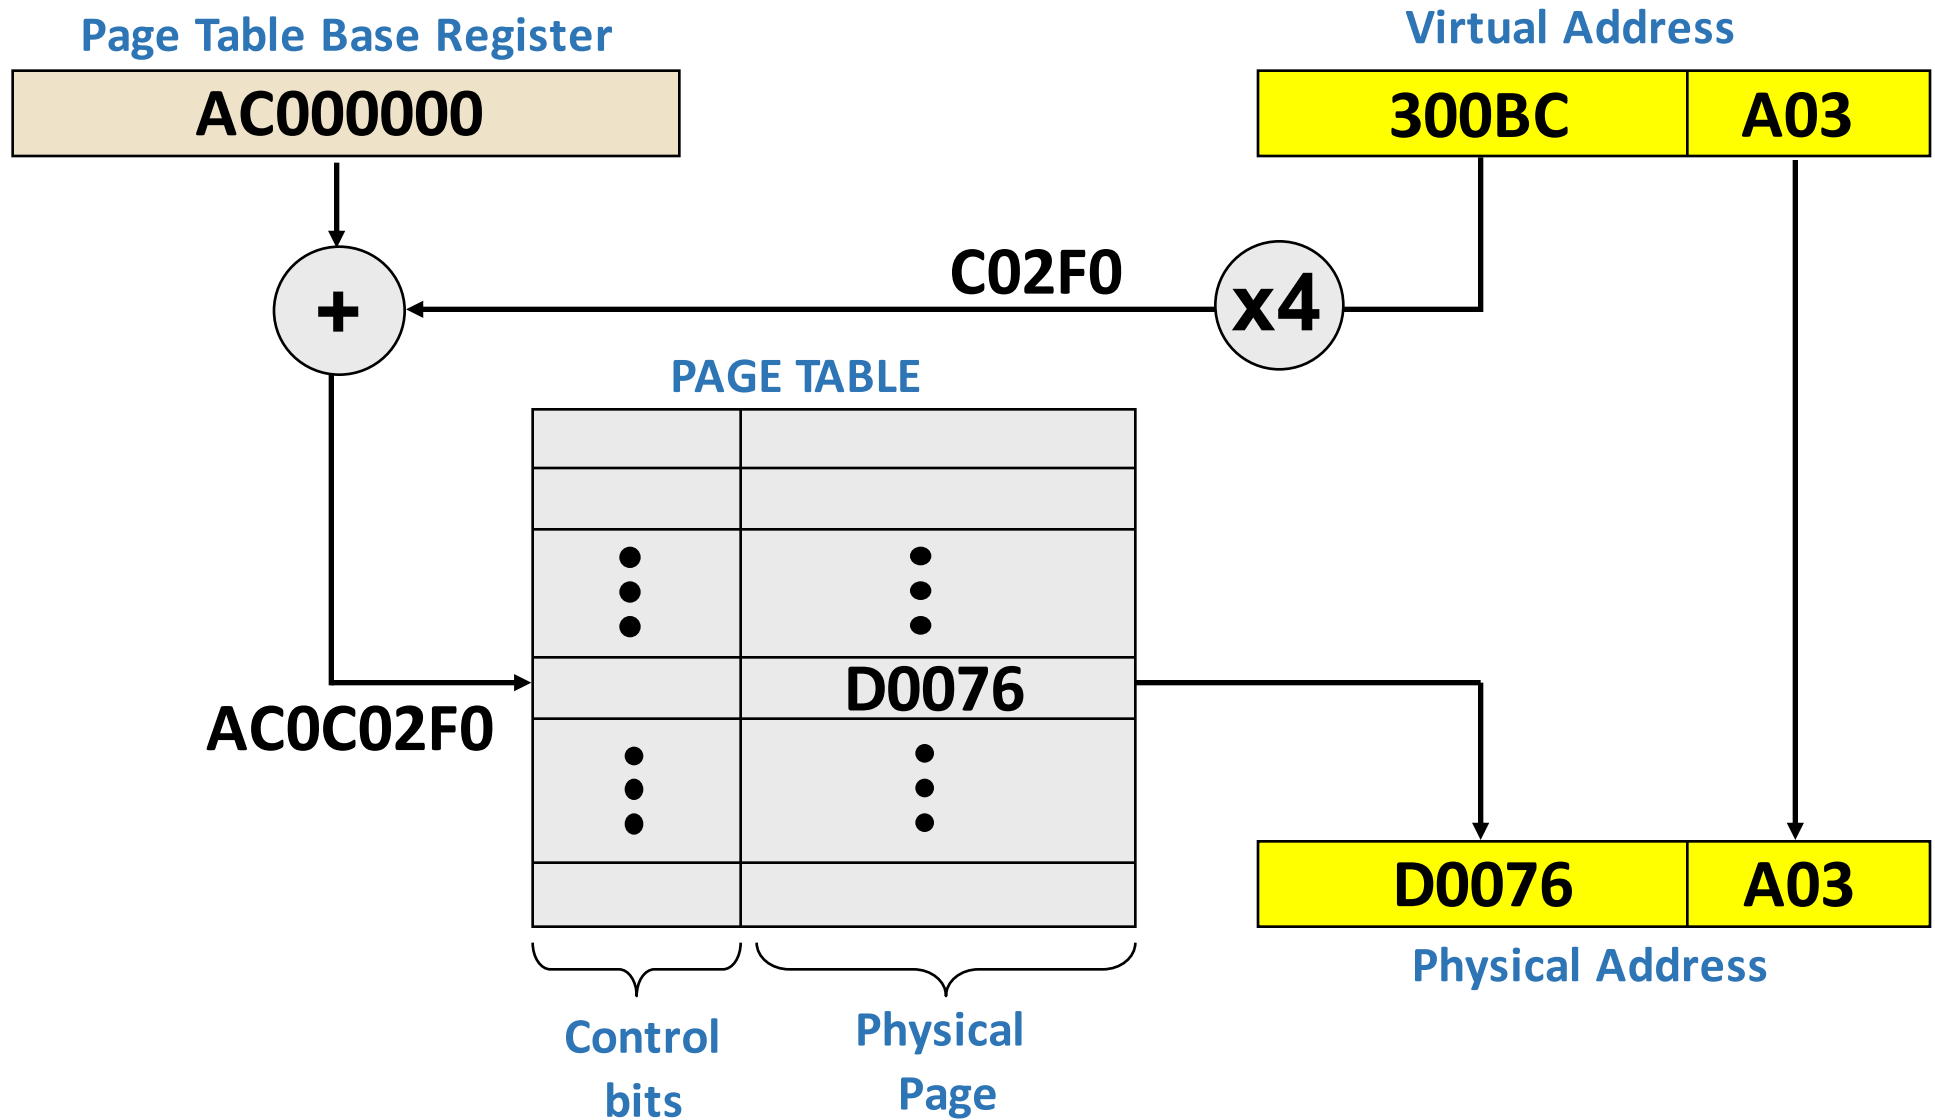 Page Table Base Register
Virtual Address
AC000000
300BC
A03
C02F0
x4
+
PAGE TABLE
D0076
AC0C02F0
D0076
A03
Physical Address
Control
bits
Physical
Page